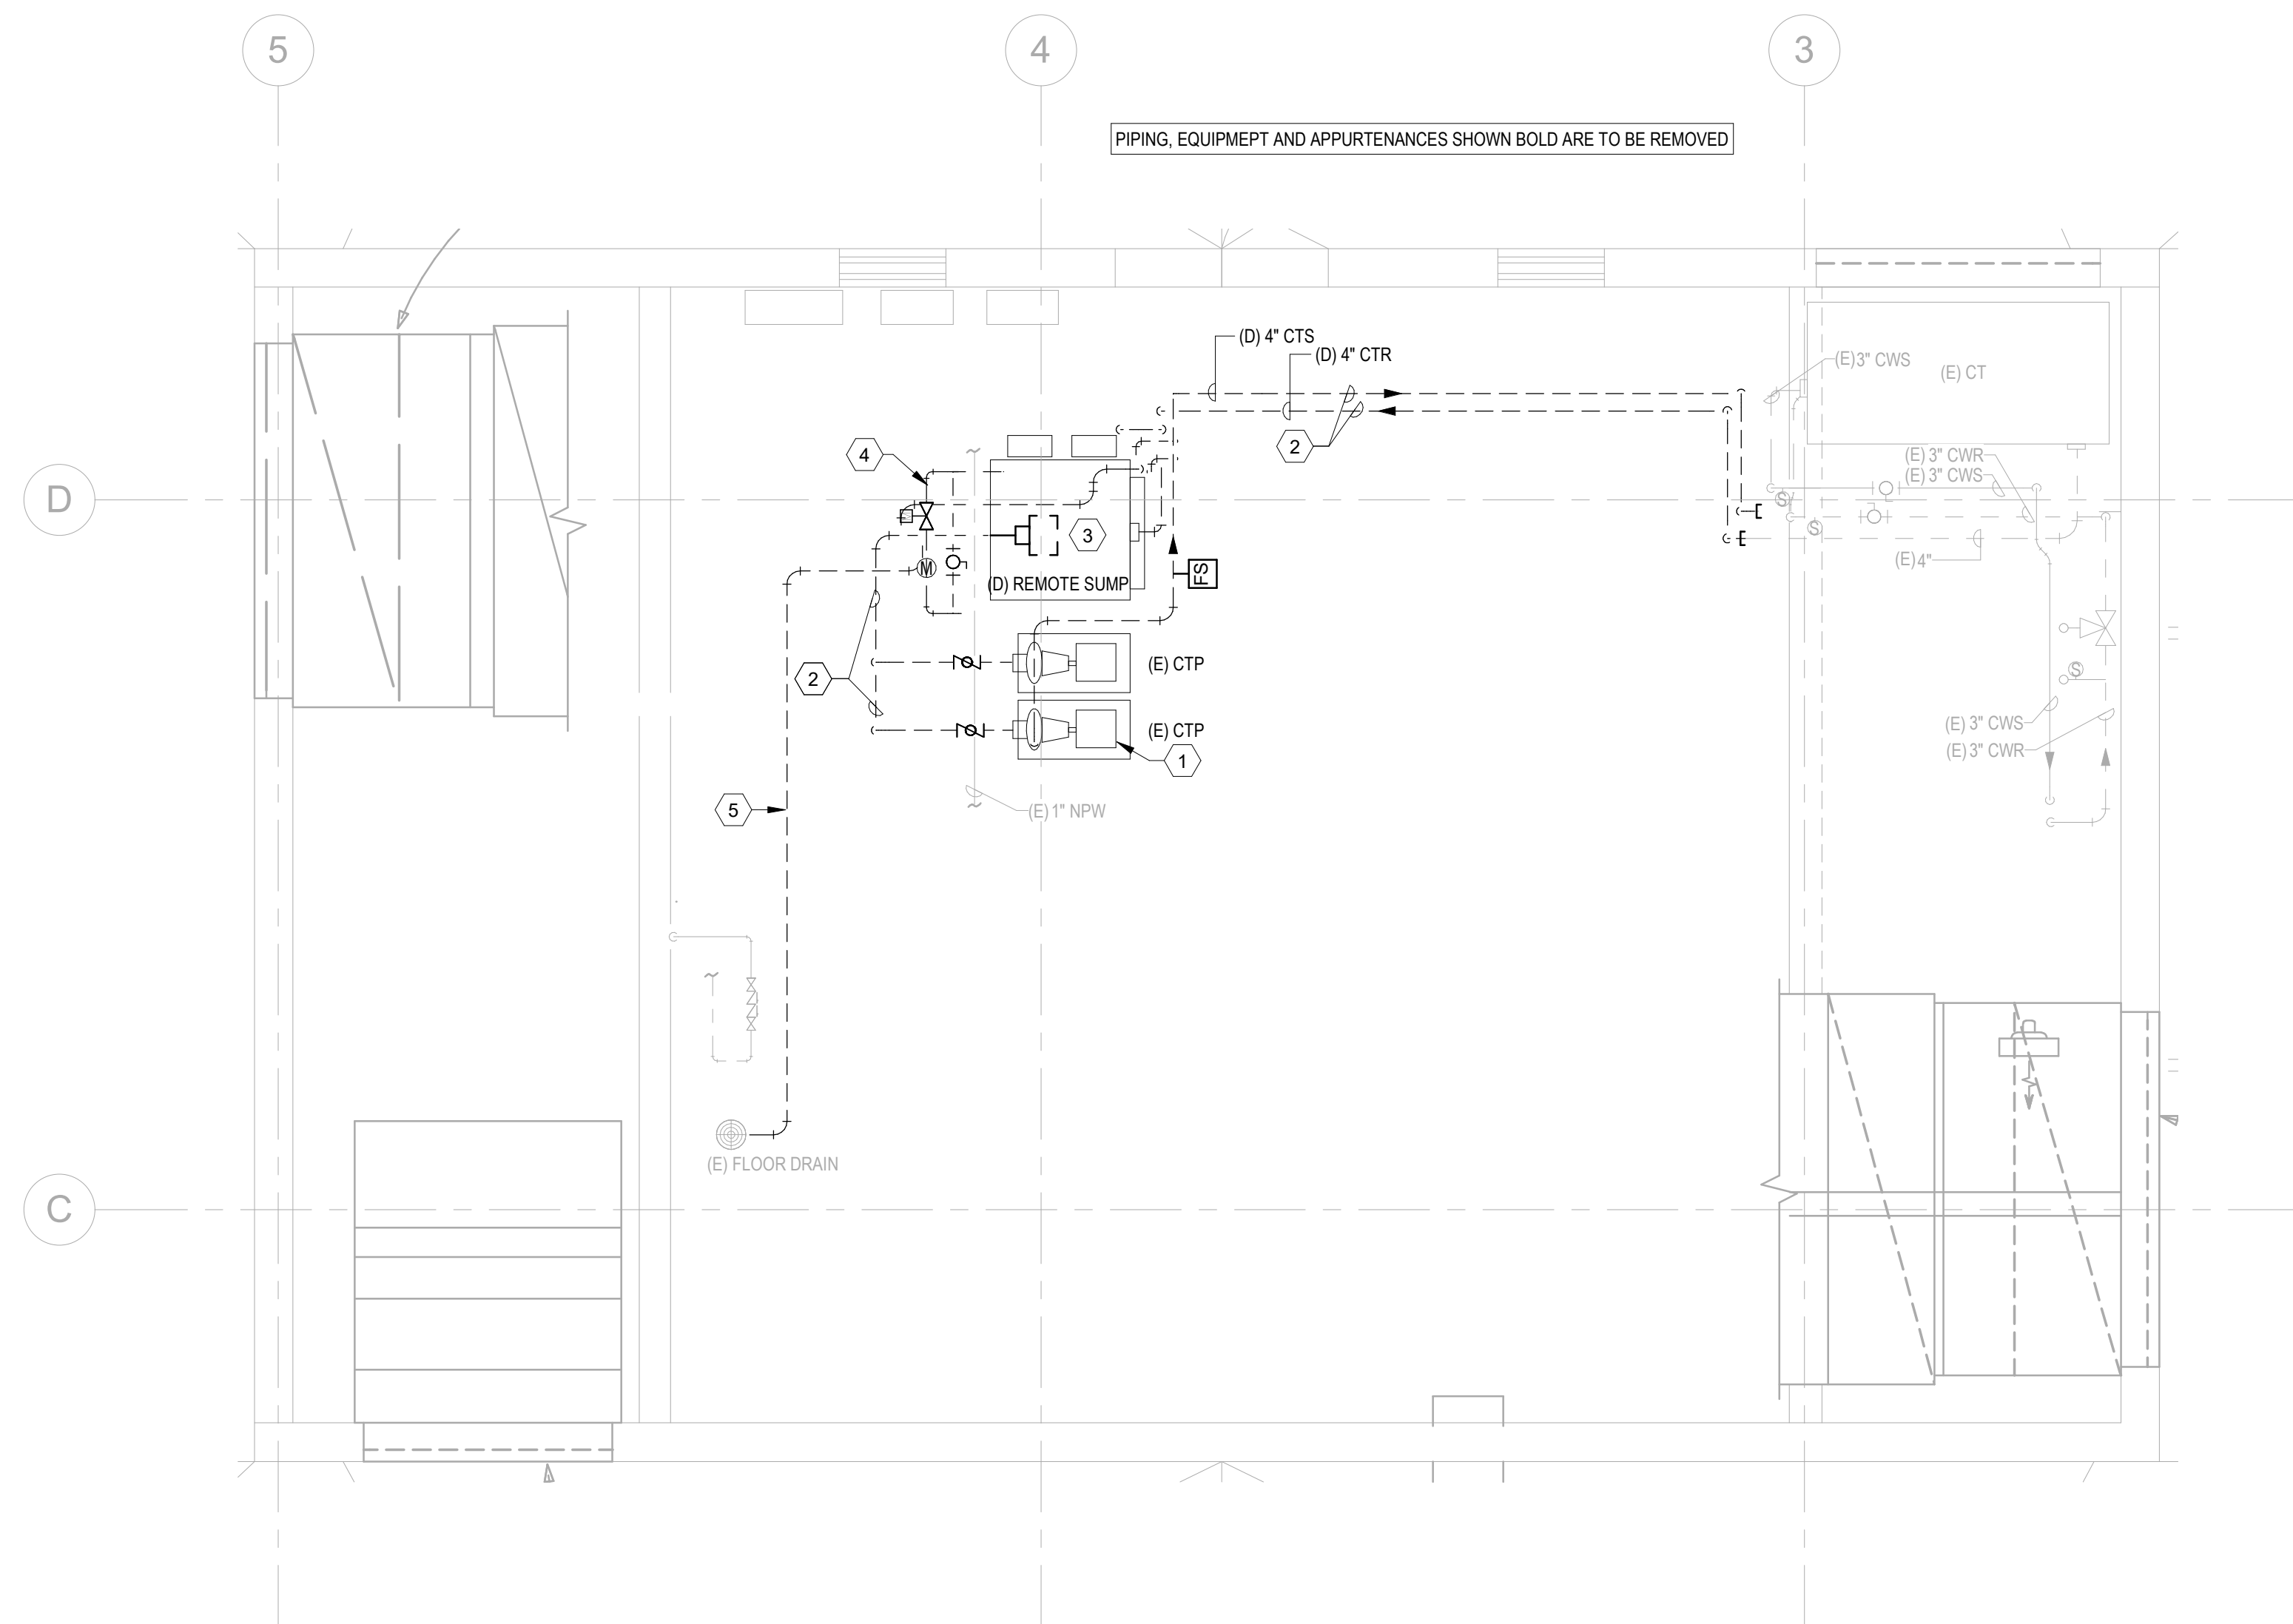 5
4
3
PIPING, EQUIPMEPT AND APPURTENANCES SHOWN BOLD ARE TO BE REMOVED
(D) 4" CTS
(D) 4" CTR
(E) 3" CWS
(E) CT
2
4
(E) 3" CWR
(E) 3" CWS
D
S
S
3
(E) 4"
M
FS
(D) REMOTE SUMP
(E) CTP
2
S
(E) 3" CWS
(E) CTP
(E) 3" CWR
1
5
(E) 1" NPW
(E) FLOOR DRAIN
C